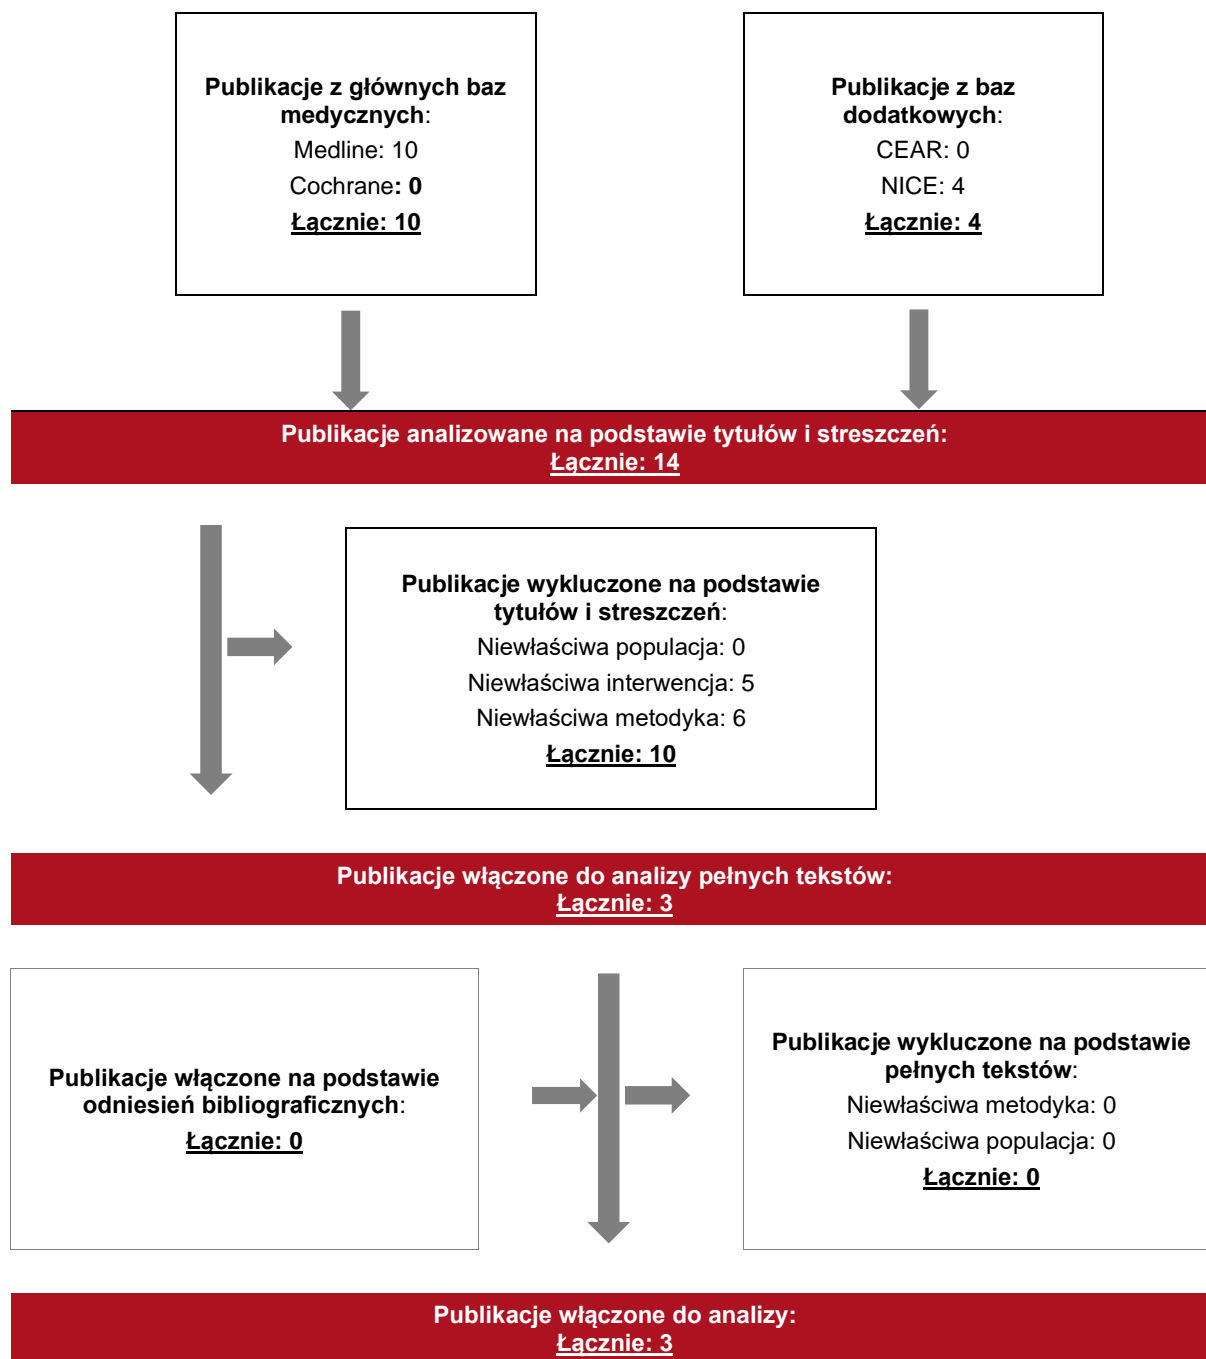 Publikacje z głównych baz
medycznych:
Medline: 10
Cochrane: 0
Łącznie: 10
Publikacje z baz
dodatkowych:
CEAR: 0
NICE: 4
Łącznie: 4
Publikacje analizowane na podstawie tytułów i streszczeń:
Łącznie: 14
Publikacje wykluczone na podstawie
tytułów i streszczeń:
Niewłaściwa populacja: 0
Niewłaściwa interwencja: 5
Niewłaściwa metodyka: 6
Łącznie: 10
Publikacje włączone do analizy pełnych tekstów:
Łącznie: 3
Publikacje włączone na podstawie
odniesień bibliograficznych:
Łącznie: 0
Publikacje wykluczone na podstawie
pełnych tekstów:
Niewłaściwa metodyka: 0
Niewłaściwa populacja: 0
Łącznie: 0
Publikacje włączone do analizy:
Łącznie: 3